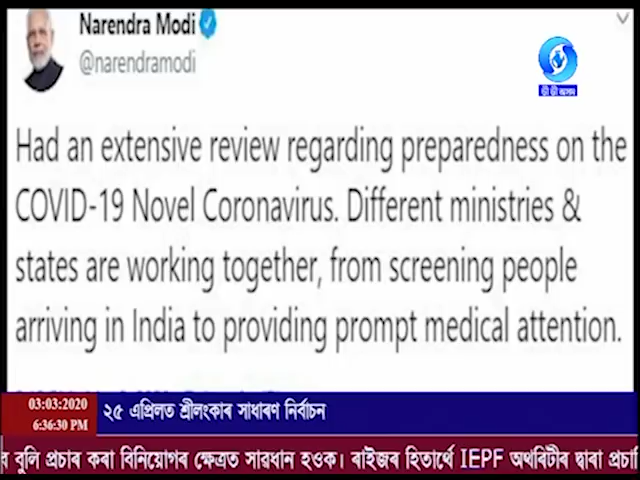 Narendra Modi
@narendramodi
ডী ডী অসম
Had an extensive review regarding preparedness on the
COVID-19 Novel Coronavirus. Different ministries &
states are working together, from screening people
arriving in India to providing prompt medical attention.
03:03:2020
6:36:30 PM
২৫ এপ্ৰিলত শ্ৰীলংকাৰ সাধাৰণ নিৰ্বাচন
বুলি প্ৰচাৰ কৰা বিনিয়োগৰ ক্ষেত্ৰত সাৱধান হওক। ৰাইজৰ হিতাৰ্থে IEPF অথৰিটীৰ দ্বাৰা প্ৰচা